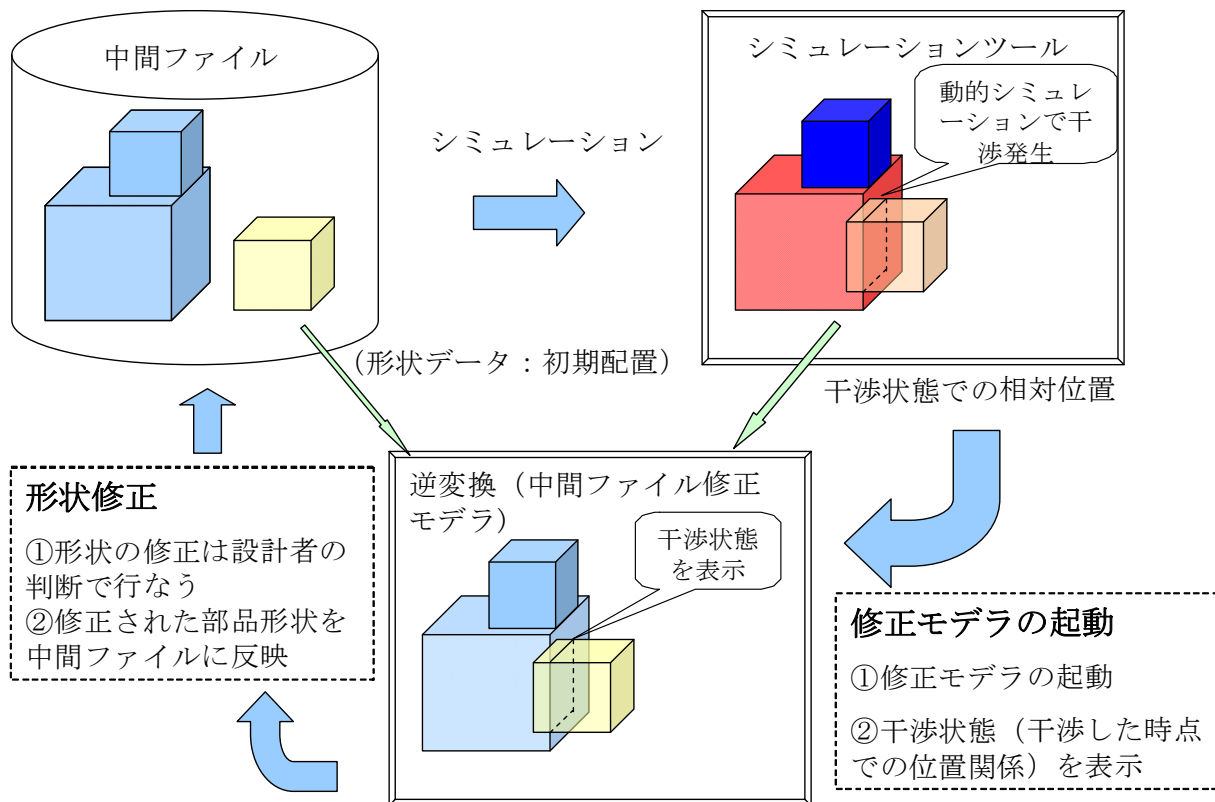 中間ファイル
シミュレーション
シミュレーションツール
動的シミュレ
ーションで干
渉発生
(形状データ：初期配置）
干渉状態での相対位置
逆変換（中間ファイル修正
モデラ）
干渉状態
を表示
形状修正
①形状の修正は設計者の
判断で行なう
②修正された部品形状を
中間ファイルに反映
修正モデラの起動
①修正モデラの起動
②干渉状態（干渉した時点
での位置関係）を表示